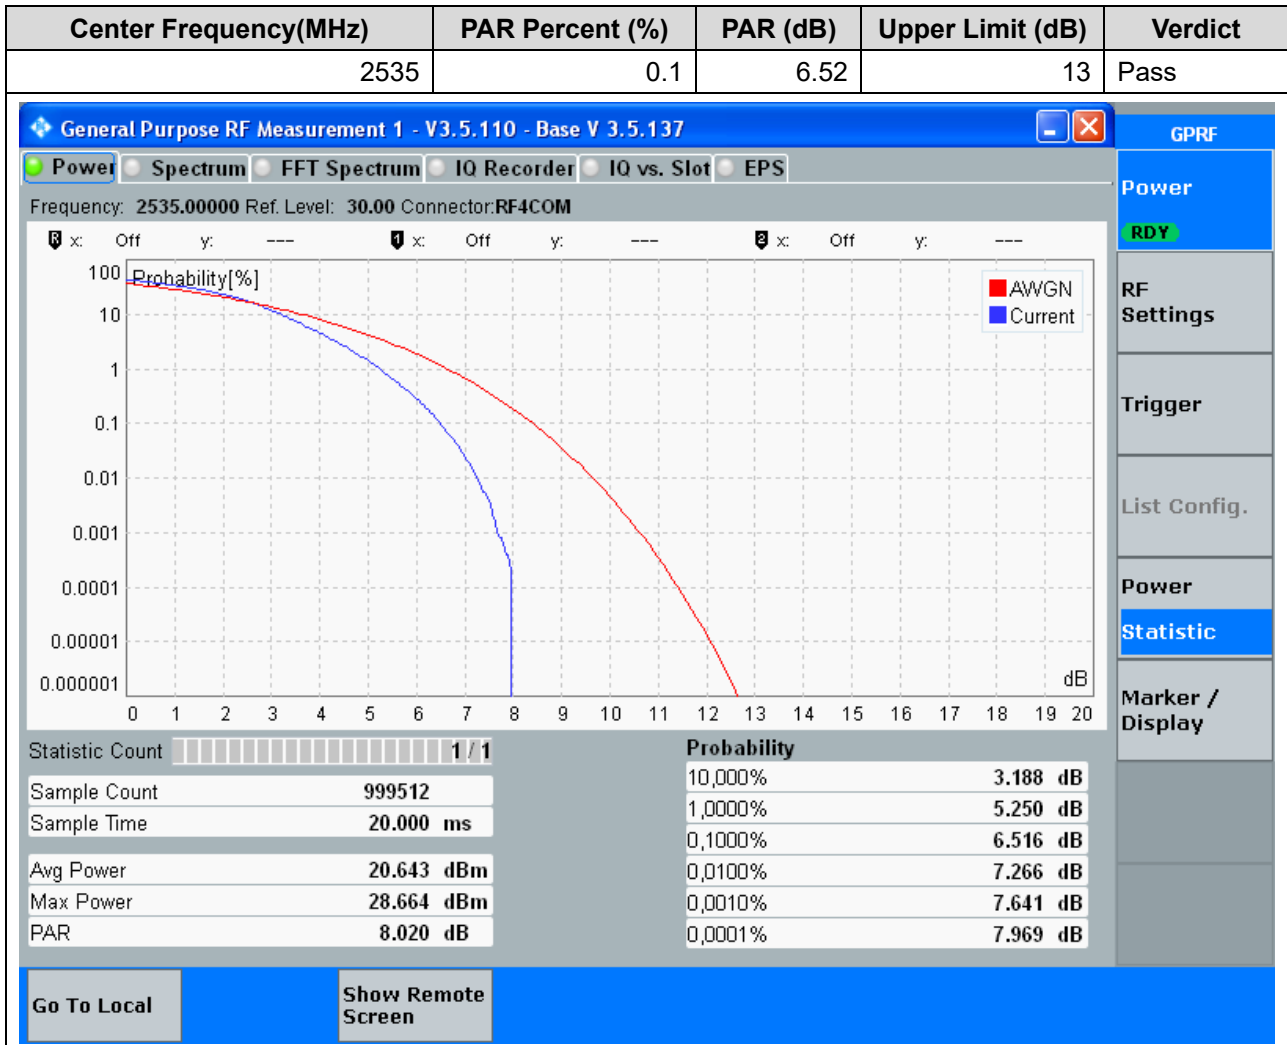 Center Frequency(MHz) PAR Percent (%) PAR (dB) Upper Limit (dB) Verdict
2535 0.1 6.52 13 Pass
General Purpose RF Measurement 1 - V3.5.110 - Base V 3.5.137
GPRF
Power Spectrum FFT Spectrum IQ Recorder IQ vs. Slot EPS
Frequency: 2535.00000 Ref. Level: 30.00 Connector:RF4COM
R x: Off y: --- 1 x: Off y: --- 2 x: Off y: ---
Probability[%]
100
10
1
0.1
0.01
0.001
0.0001
0.00001
0.000001
AWGN
Current
dB
0 1 2 3 4 5 6 7 8 9 10 11 12 13 14 15 16 17 18 19 20
Statistic Count 1 / 1
Sample Count 999512
Sample Time 20.000 ms
Avg Power 20.643 dBm
Max Power 28.664 dBm
PAR 8.020 dB
Probability
10,000% 3.188 dB
1,0000% 5.250 dB
0,1000% 6.516 dB
0,0100% 7.266 dB
0,0010% 7.641 dB
0,0001% 7.969 dB
Power
RDY
RF
Settings
Trigger
List Config.
Power
Statistic
Marker /
Display
Go To Local
Show Remote
Screen